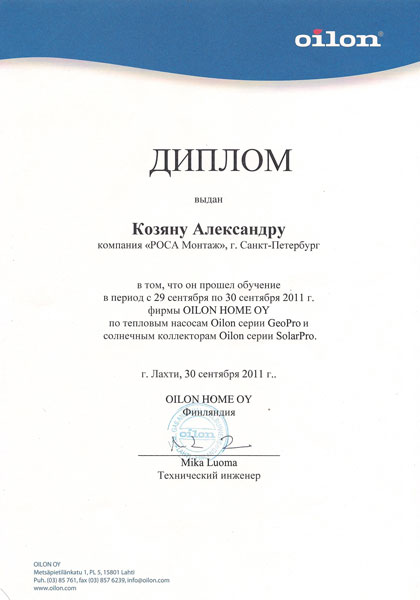 oilon®
ДИПЛОМ
выдан
Козяну Александру
компания «РОСА Монтаж», г. Санкт-Петербург
в том, что он прошел обучение
в период с 29 сентября по 30 сентября 2011 г.
фирмы OILON HOME OY
по тепловым насосам Oilon серии GeoPro и
солнечным коллекторам Oilon серии SolarPro.
г. Лахти, 30 сентября 2011 г..
OILON HOME OY
Финляндия
oilon
Mika Luoma
Технический инженер
OILON OY
Metsäpietilänkatu 1, PL 5, 15801 Lahti
Puh. (03) 85 761, fax (03) 857 6239, info@oilon.com
www.oilon.com